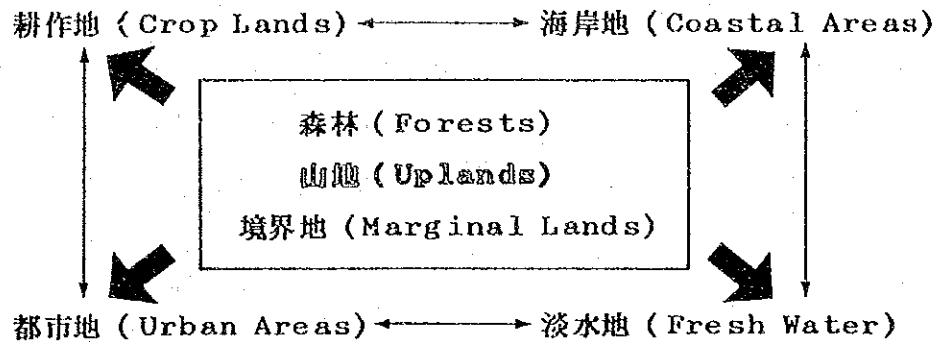 耕作地 (Crop Lands)
海岸地 (Coastal Areas)
森林 (Forests)
山地 (Uplands)
境界地 (Marginal Lands)
都市地 (Urban Areas)
淡水地 (Fresh Water)